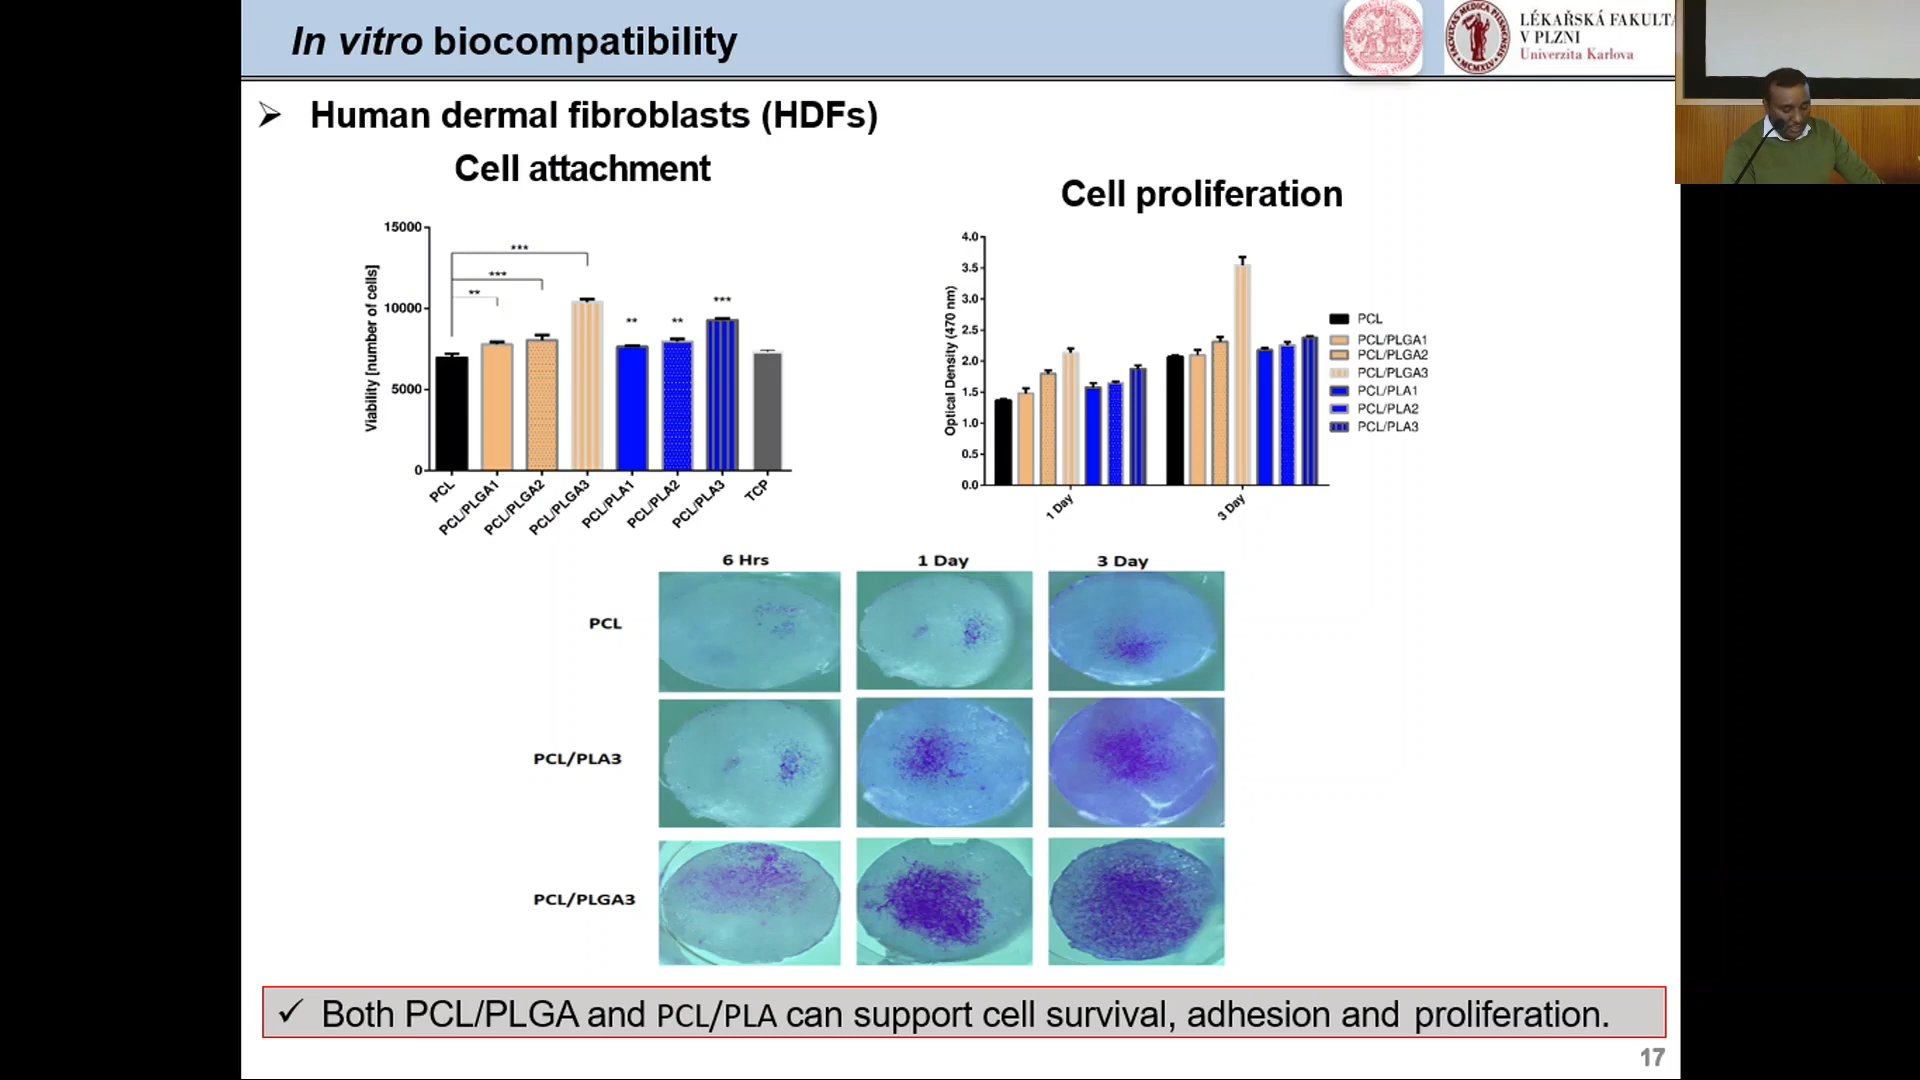 In vitro biocompatibility
LÉKAŘSKÁ FAKULTA
V PLZNI
Univerzita Karlova
FACULTAS MEDICA PILSNENSIS
MCMXLV
➢ Human dermal fibroblasts (HDFs)
Cell attachment
Viability [number of cells]
15000
10000
5000
0
***
***
**
**
**
***
PCL
PCL/PLGA1
PCL/PLGA2
PCL/PLGA3
PCL/PLA1
PCL/PLA2
PCL/PLA3
TCP
Cell proliferation
Optical Density (470 nm)
4.0
3.5
3.0
2.5
2.0
1.5
1.0
0.5
0.0
1 Day
3 Day
PCL
PCL/PLGA1
PCL/PLGA2
PCL/PLGA3
PCL/PLA1
PCL/PLA2
PCL/PLA3
6 Hrs 1 Day 3 Day
PCL
PCL/PLA3
PCL/PLGA3
✓ Both PCL/PLGA and PCL/PLA can support cell survival, adhesion and proliferation.
17